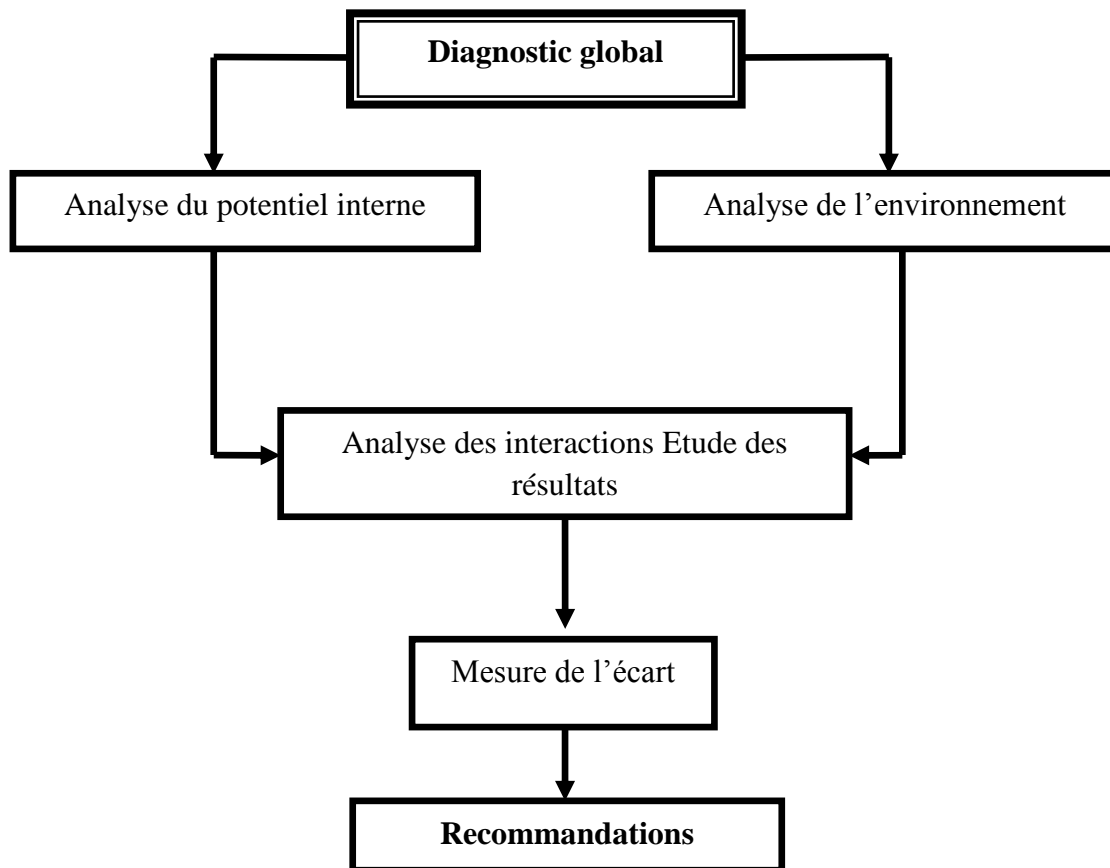 Diagnostic global
Analyse du potentiel interne
Analyse de l’environnement
Analyse des interactions Etude des
résultats
Mesure de l’écart
Recommandations